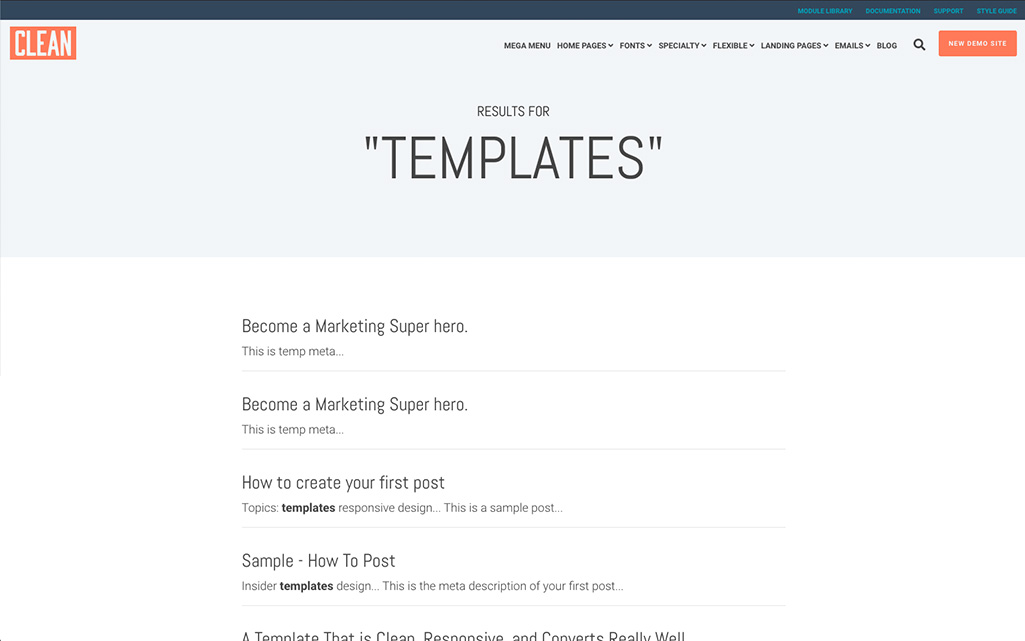 MODULE LIBRARY DOCUMENTATION SUPPORT STYLE GUIDE
CLEAN
MEGA MENU HOME PAGES FONTS SPECIALTY FLEXIBLE LANDING PAGES EMAILS BLOG
NEW DEMO SITE
RESULTS FOR
"TEMPLATES"
Become a Marketing Super hero.
This is temp meta...
Become a Marketing Super hero.
This is temp meta...
How to create your first post
Topics: templates responsive design... This is a sample post...
Sample - How To Post
Insider templates design... This is the meta description of your first post...
A Template That is Clean, Responsive, and Converts Really Well